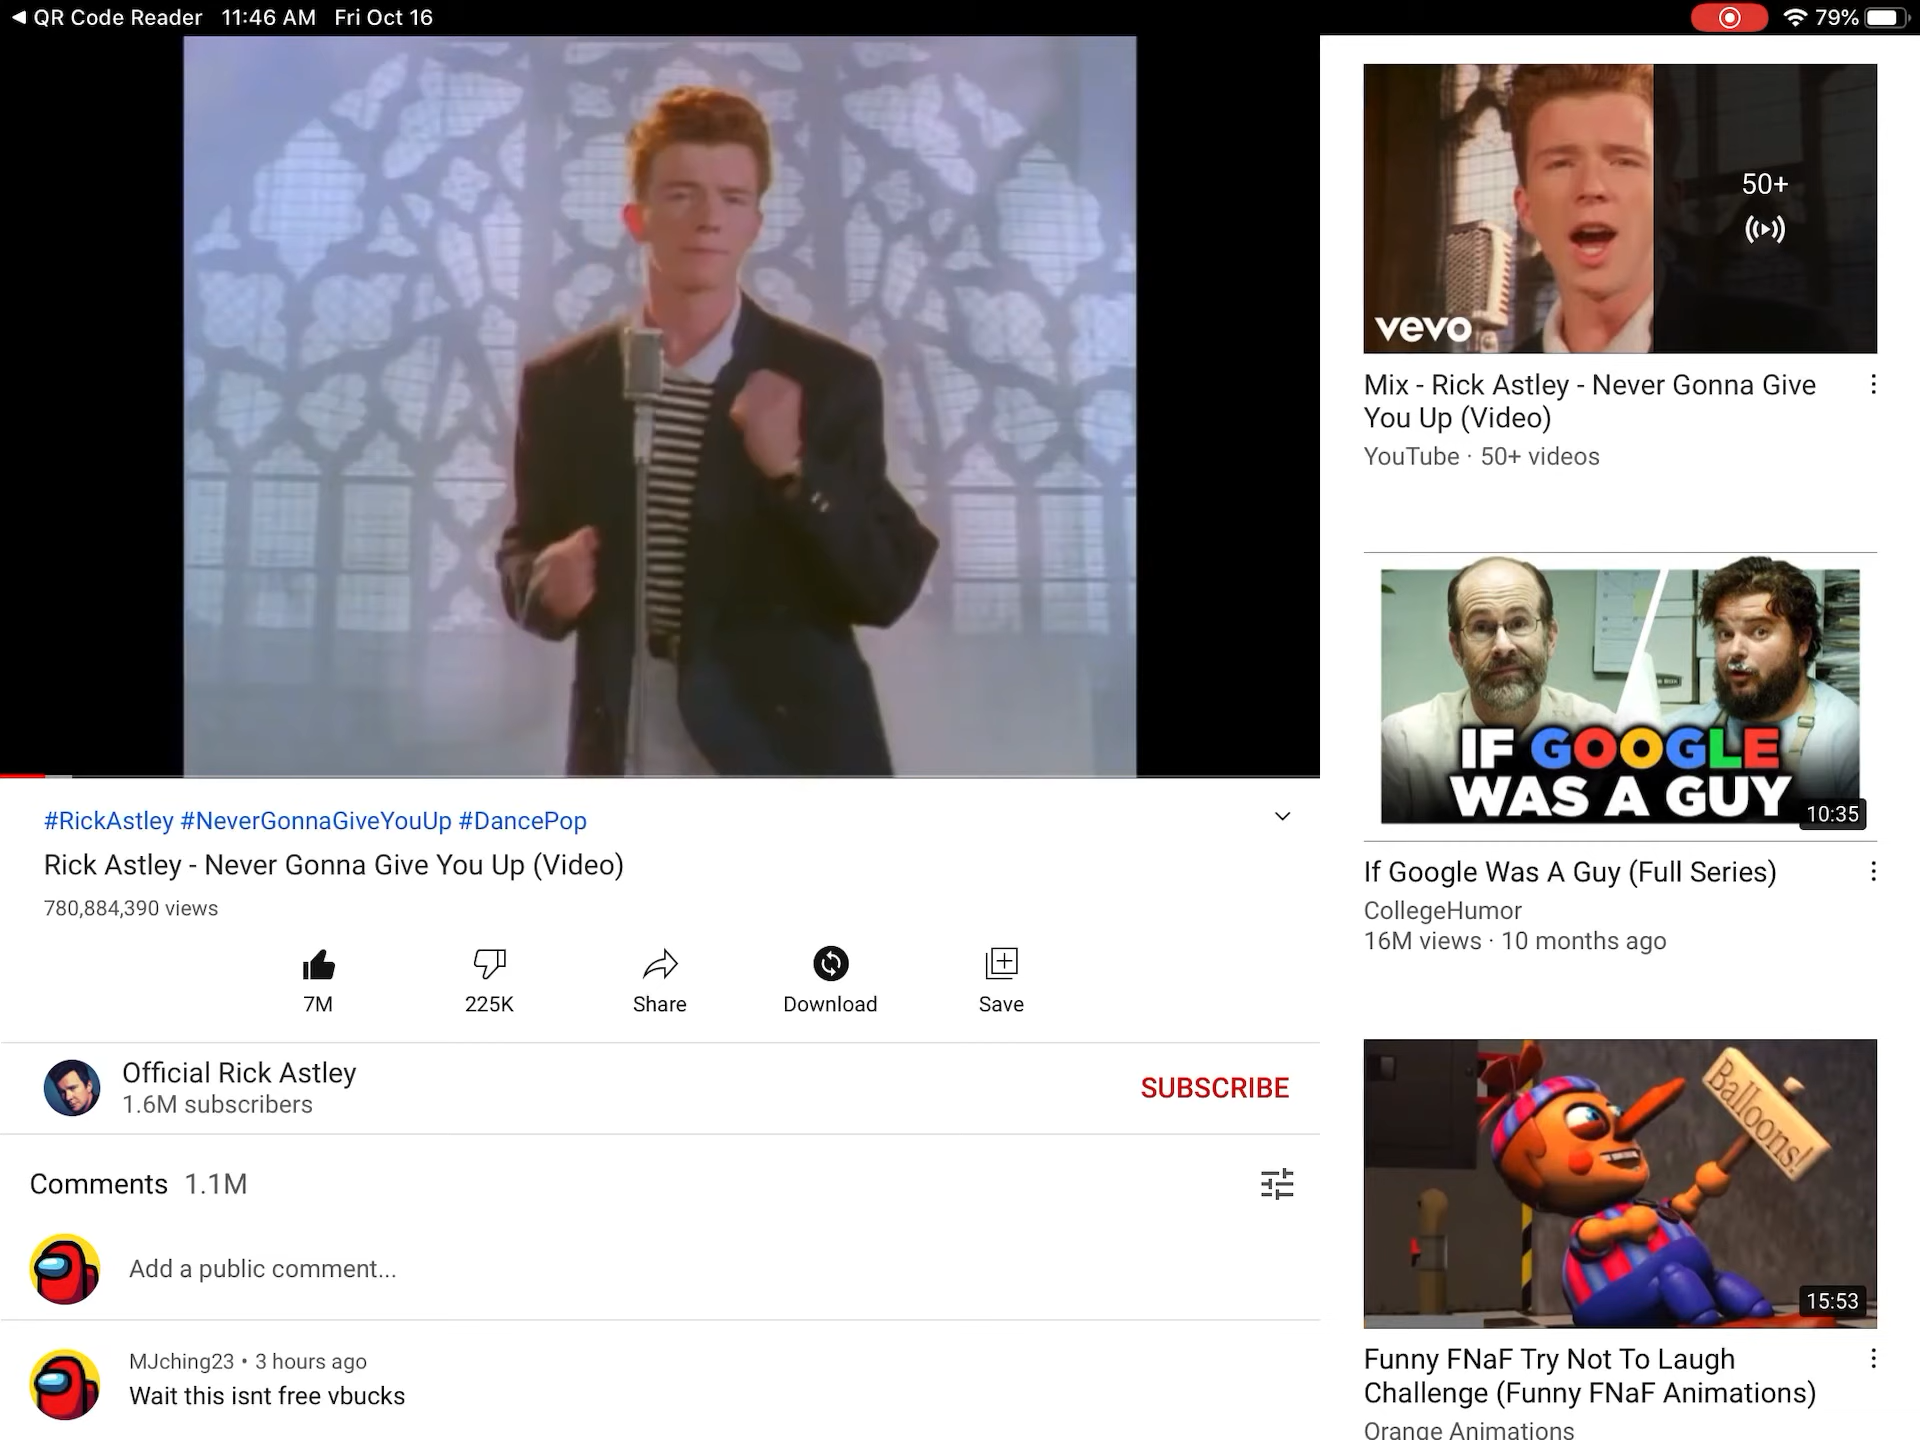 ◀ QR Code Reader 11:46 AM Fri Oct 16
79%
#RickAstley #NeverGonnaGiveYouUp #DancePop
Rick Astley - Never Gonna Give You Up (Video)
780,884,390 views
7M
225K
Share
Download
Save
Official Rick Astley
1.6M subscribers
SUBSCRIBE
Comments 1.1M
Add a public comment...
MJching23 • 3 hours ago
Wait this isnt free vbucks
50+
vevo
Mix - Rick Astley - Never Gonna Give
You Up (Video)
YouTube · 50+ videos
IF GOOGLE
WAS A GUY
10:35
If Google Was A Guy (Full Series)
CollegeHumor
16M views · 10 months ago
Balloons!
15:53
Funny FNaF Try Not To Laugh
Challenge (Funny FNaF Animations)
Orange Animations